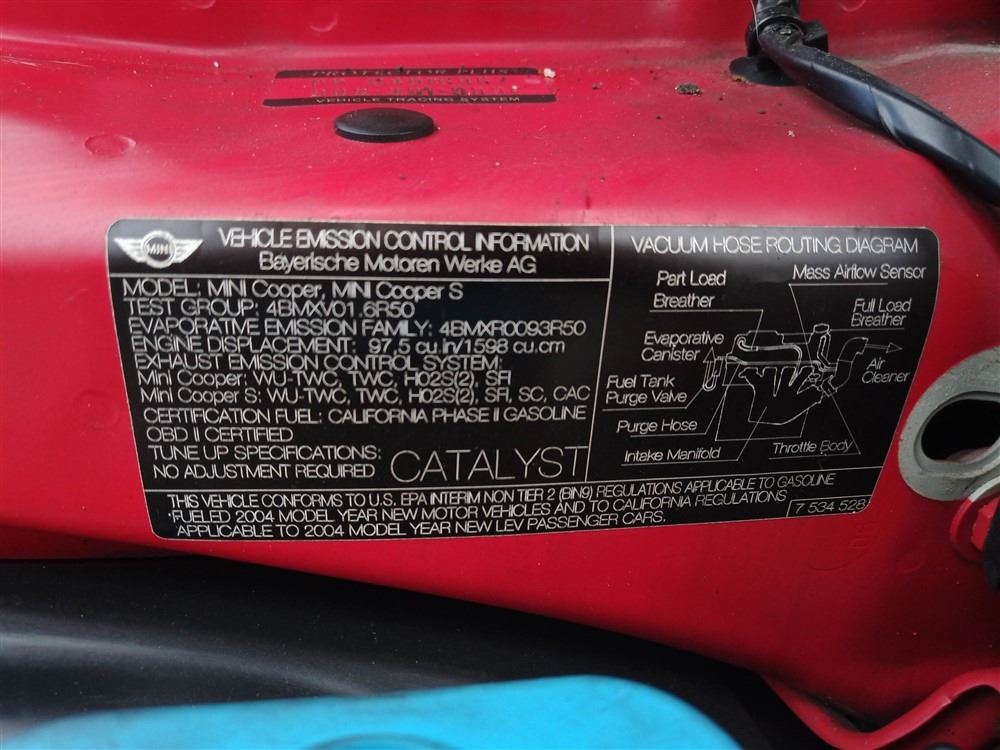 PROTECTOR PLUS
VEHICLE TRACING SYSTEM
MINI
VEHICLE EMISSION CONTROL INFORMATION
Bayerische Motoren Werke AG
MODEL: MINI Cooper, MINI Cooper S
TEST GROUP: 4BMXV01.6R50
EVAPORATIVE EMISSION FAMILY: 4BMXR0093R50
ENGINE DISPLACEMENT: 97,5 cu.in/1598 cu.cm
EXHAUST EMISSION CONTROL SYSTEM:
Mini Cooper: WU-TWC, TWC, H02S(2), SFI
Mini Cooper S: WU-TWC, TWC, H02S(2), SFI, SC, CAC
CERTIFICATION FUEL: CALIFORNIA PHASE II GASOLINE
OBD II CERTIFIED
TUNE UP SPECIFICATIONS:
NO ADJUSTMENT REQUIRED
CATALYST
VACUUM HOSE ROUTING DIAGRAM
Part Load
Breather
Mass Airflow Sensor
Full Load
Breather
Evaporative
Canister
Air
Cleaner
Fuel Tank
Purge Valve
Purge Hose
Intake Manifold
Throttle Body
THIS VEHICLE CONFORMS TO U.S. EPA INTERIM NON TIER 2 (BIN9) REGULATIONS APPLICABLE TO GASOLINE
FUELED 2004 MODEL YEAR NEW MOTOR VEHICLES AND TO CALIFORNIA REGULATIONS
APPLICABLE TO 2004 MODEL YEAR NEW LEV PASSENGER CARS.
7 534 528